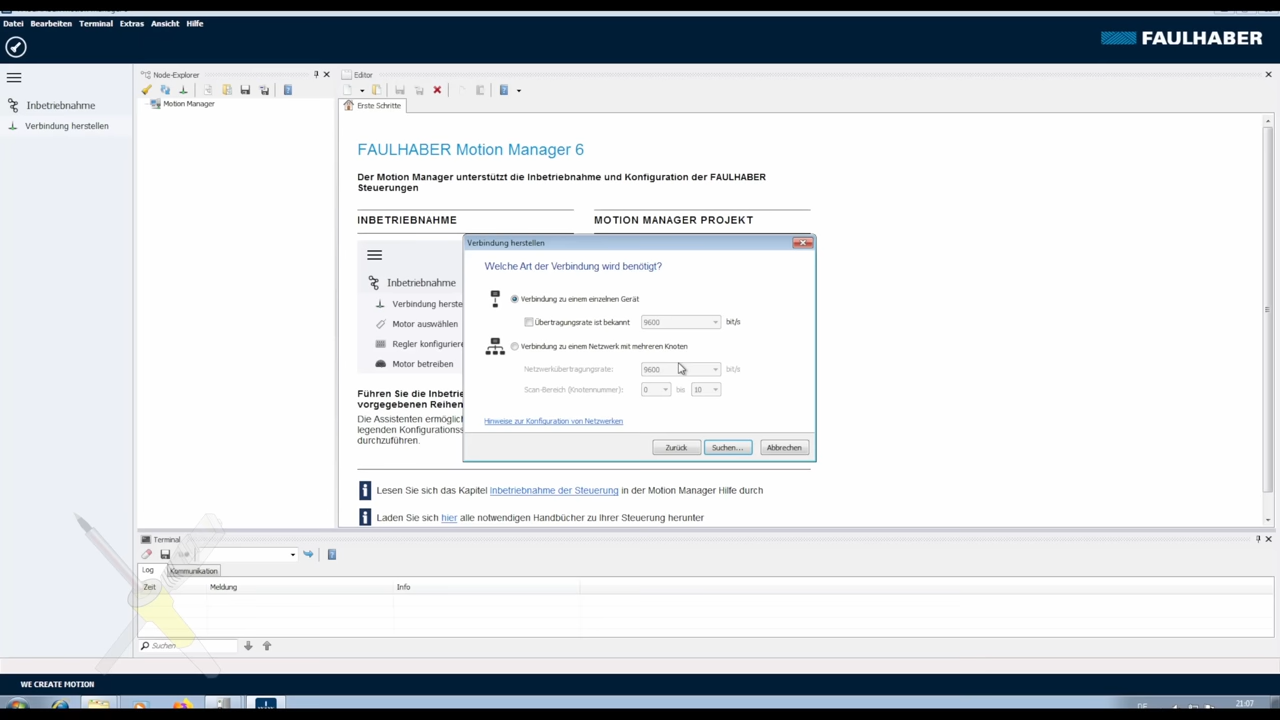 Datei Bearbeiten Terminal Extras Ansicht Hilfe
FAULHABER
Inbetriebnahme
Verbindung herstellen
Node-Explorer
Motion Manager
Editor
Erste Schritte
FAULHABER Motion Manager 6
Der Motion Manager unterstützt die Inbetriebnahme und Konfiguration der FAULHABER
Steuerungen
INBETRIEBNAHME
MOTION MANAGER PROJEKT
Inbetriebnahme
Verbindung herste
Motor auswählen
Regler konfiguriere
Motor betreiben
Verbindung herstellen
Welche Art der Verbindung wird benötigt?
Verbindung zu einem einzelnen Gerät
Übertragungsrate ist bekannt 9600 bit/s
Verbindung zu einem Netzwerk mit mehreren Knoten
Netzwerkübertragungsrate: 9600 bit/s
Scan-Bereich (Knotennummer): 0 bis 10
Hinweise zur Konfiguration von Netzwerken
Zurück Suchen... Abbrechen
Führen Sie die Inbetri
vorgegebenen Reihen
Die Assistenten ermöglic
legenden Konfigurationss
durchzuführen.
Lesen Sie sich das Kapitel Inbetriebnahme der Steuerung in der Motion Manager Hilfe durch
Laden Sie sich hier alle notwendigen Handbücher zu Ihrer Steuerung herunter
Terminal
Log Kommunikation
Zeit Meldung Info
Suchen
WE CREATE MOTION
DE 21:07